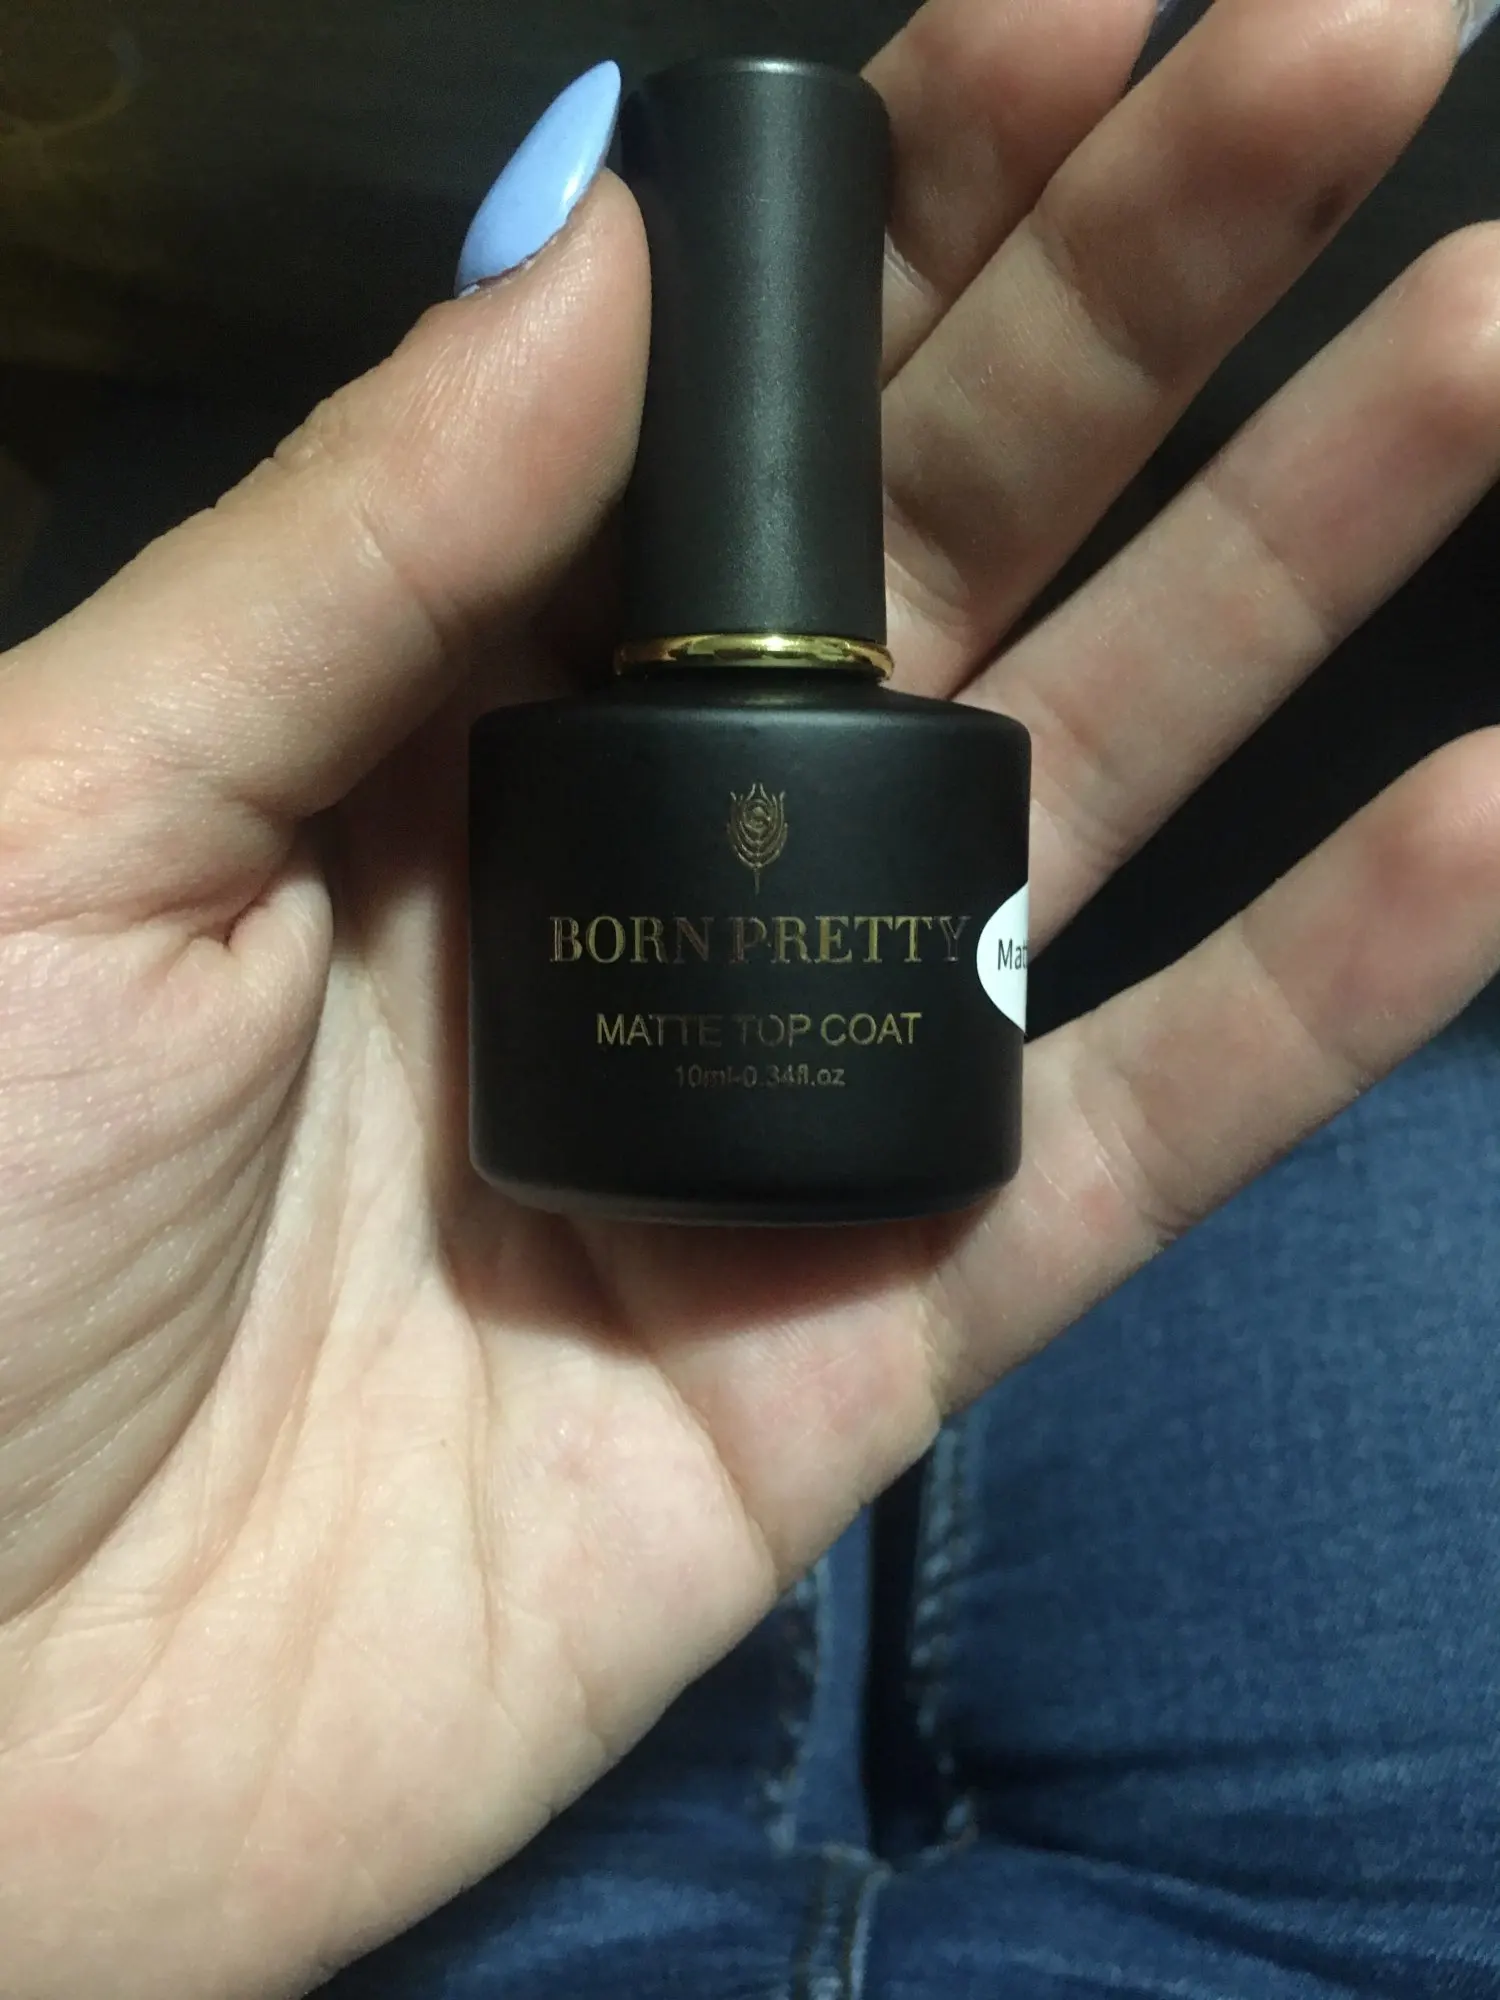 BORN PRETTY
Mat
MATTE TOP COAT
10ml-0.34fl.oz